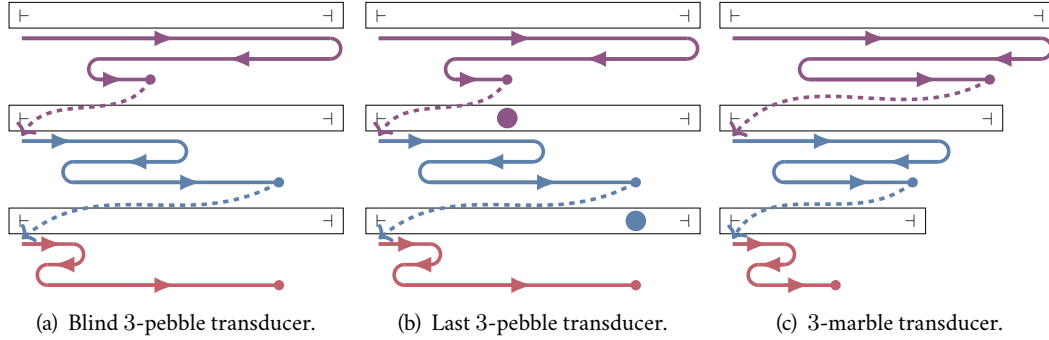 ⊢ ⊣ ⊢ ⊣ ⊢ ⊣
⊢ ⊣ ⊢ ⊣ ⊢ ⊣
⊢ ⊣ ⊢ ⊣ ⊢ ⊣
(a) Blind 3-pebble transducer. (b) Last 3-pebble transducer. (c) 3-marble transducer.